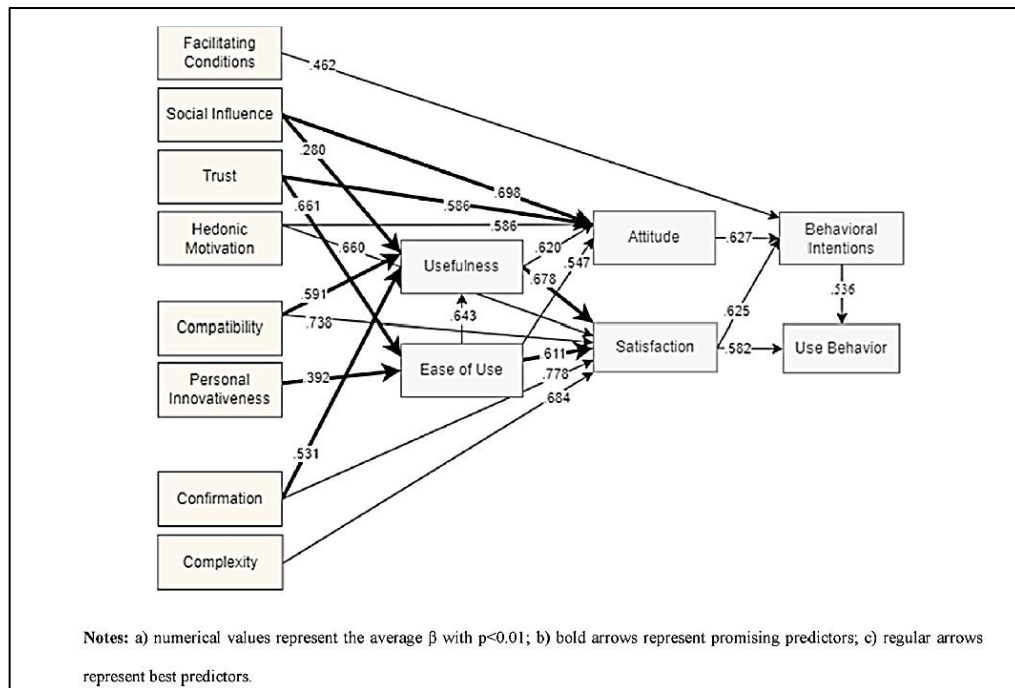 Facilitating
Conditions
.462
Social Influence
.280
Trust
.698
.661
.586
Hedonic
Motivation
.586
Attitude
.627
Behavioral
Intentions
.660
.620
Usefulness
.547
.678
.536
.591
Compatibility
.738
.643
.625
Satisfaction
.582
Use Behavior
.611
Ease of Use
Personal
Innovativeness
.392
.778
.684
.531
Confirmation
Complexity
Notes: a) numerical values represent the average β with p<0.01; b) bold arrows represent promising predictors; c) regular arrows
represent best predictors.